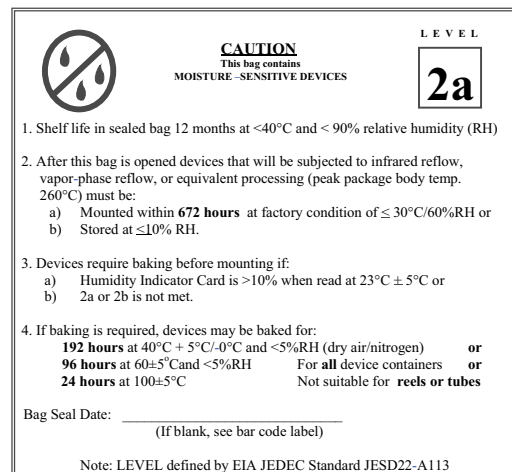 L E V E L
CAUTION
This bag contains
MOISTURE –SENSITIVE DEVICES
2a
1. Shelf life in sealed bag 12 months at <40°C and < 90% relative humidity (RH)
2. After this bag is opened devices that will be subjected to infrared reflow,
vapor-phase reflow, or equivalent processing (peak package body temp.
260°C) must be:
a) Mounted within 672 hours at factory condition of ≤ 30°C/60%RH or
b) Stored at ≤10% RH.
3. Devices require baking before mounting if:
a) Humidity Indicator Card is >10% when read at 23°C ± 5°C or
b) 2a or 2b is not met.
4. If baking is required, devices may be baked for:
192 hours at 40°C + 5°C/-0°C and <5%RH (dry air/nitrogen) or
96 hours at 60±5°Cand <5%RH For all device containers or
24 hours at 100±5°C Not suitable for reels or tubes
Bag Seal Date: ______________________________
(If blank, see bar code label)
Note: LEVEL defined by EIA JEDEC Standard JESD22-A113